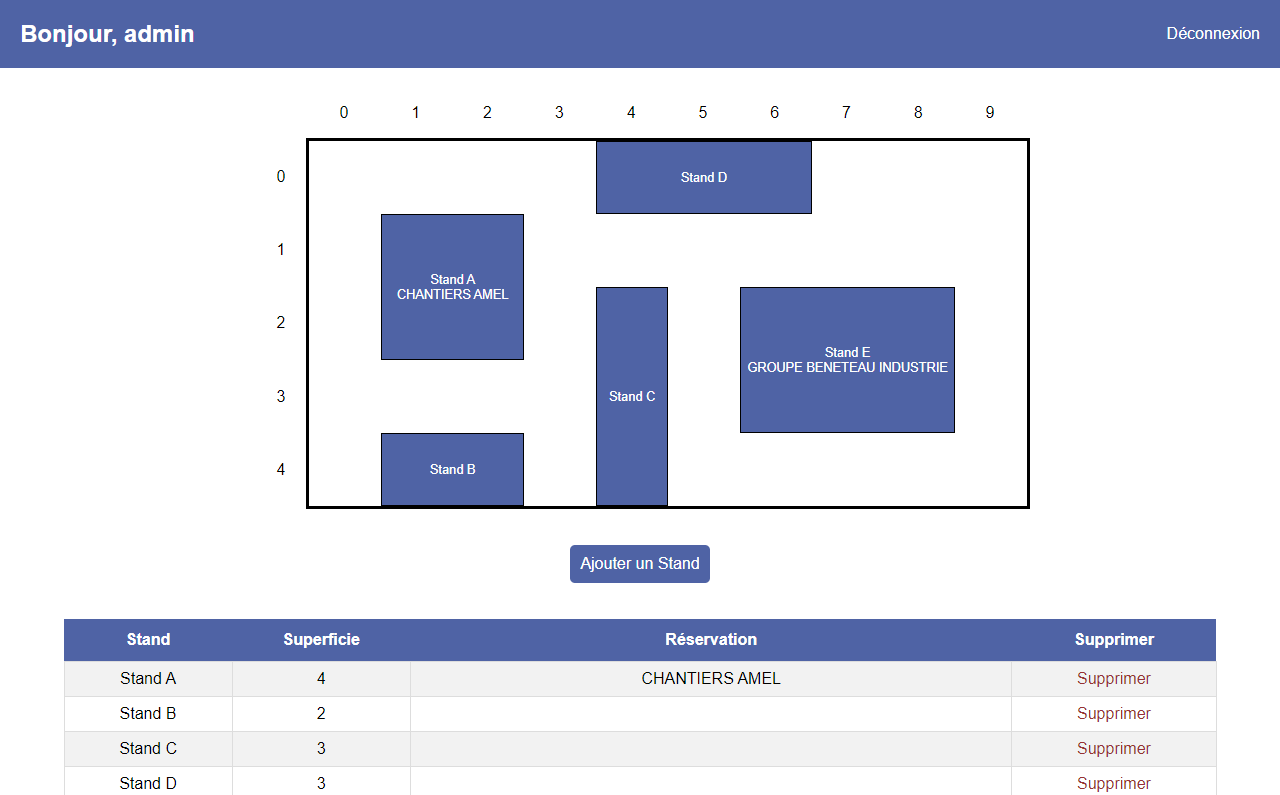 Bonjour, admin
Déconnexion
0 1 2 3 4 5 6 7 8 9
0
Stand D
1
Stand A
CHANTIERS AMEL
2
Stand E
GROUPE BENETEAU INDUSTRIE
3
Stand C
4
Stand B
Ajouter un Stand
Stand Superficie Réservation Supprimer
Stand A 4 CHANTIERS AMEL Supprimer
Stand B 2 Supprimer
Stand C 3 Supprimer
Stand D 3 Supprimer